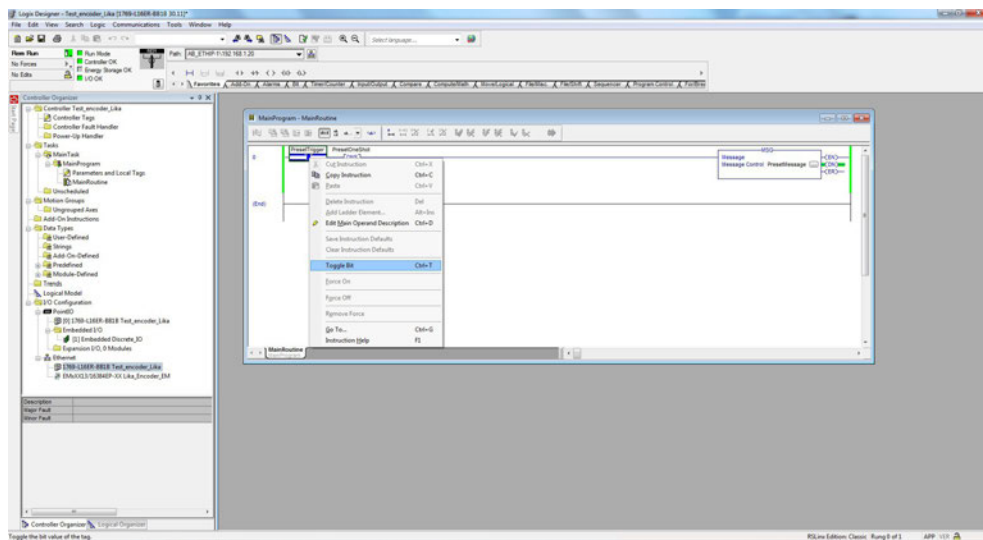 Logix Designer - Test_encoder_Lika [1769-L16ER-BB1B 30.11]*
File Edit View Search Logic Communications Tools Window Help
Select language...
Rem Run
Run Mode
Path: AB_ETHIP-1\192.168.1.20
No Forces
Controller OK
No Edits
Energy Storage OK
I/O OK
Favorites Add-On Alarms Bit Timer/Counter Input/Output Compare Compute/Math Move/Logical File/Misc. File/Shift Sequencer Program Control
Controller Organizer
Controller Test_encoder_Lika
Controller Tags
Controller Fault Handler
Power-Up Handler
Tasks
MainTask
MainProgram
Parameters and Local Tags
MainRoutine
Unscheduled
Motion Groups
Ungrouped Axes
Add-On Instructions
Data Types
User-Defined
Strings
Add-On-Defined
Predefined
Module-Defined
Trends
Logical Model
I/O Configuration
PointIO
[0] 1769-L16ER-BB1B Test_encoder_Lika
Embedded I/O
[1] Embedded Discrete_IO
Expansion I/O, 0 Modules
Ethernet
1769-L16ER-BB1B Test_encoder_Lika
EMxXX13/16384EP-XX Lika_Encoder_EM
Description
Major Fault
Minor Fault
Controller Organizer Logical Organizer
MainProgram - MainRoutine
PresetTrigger PresetOneShot
0
MSG
Message
Message Control PresetMessage
(EN)
(DN)
(ER)
(End)
Cut Instruction Ctrl+X
Copy Instruction Ctrl+C
Paste Ctrl+V
Delete Instruction Del
Add Ladder Element... Alt+Ins
Edit Main Operand Description Ctrl+D
Save Instruction Defaults
Clear Instruction Defaults
Toggle Bit Ctrl+T
Force On
Force Off
Remove Force
Go To... Ctrl+G
Instruction Help F1
MainRoutine
Toggle the bit value of the tag.
RSLinx Edition: Classic Rung 0 of 1 APP VER